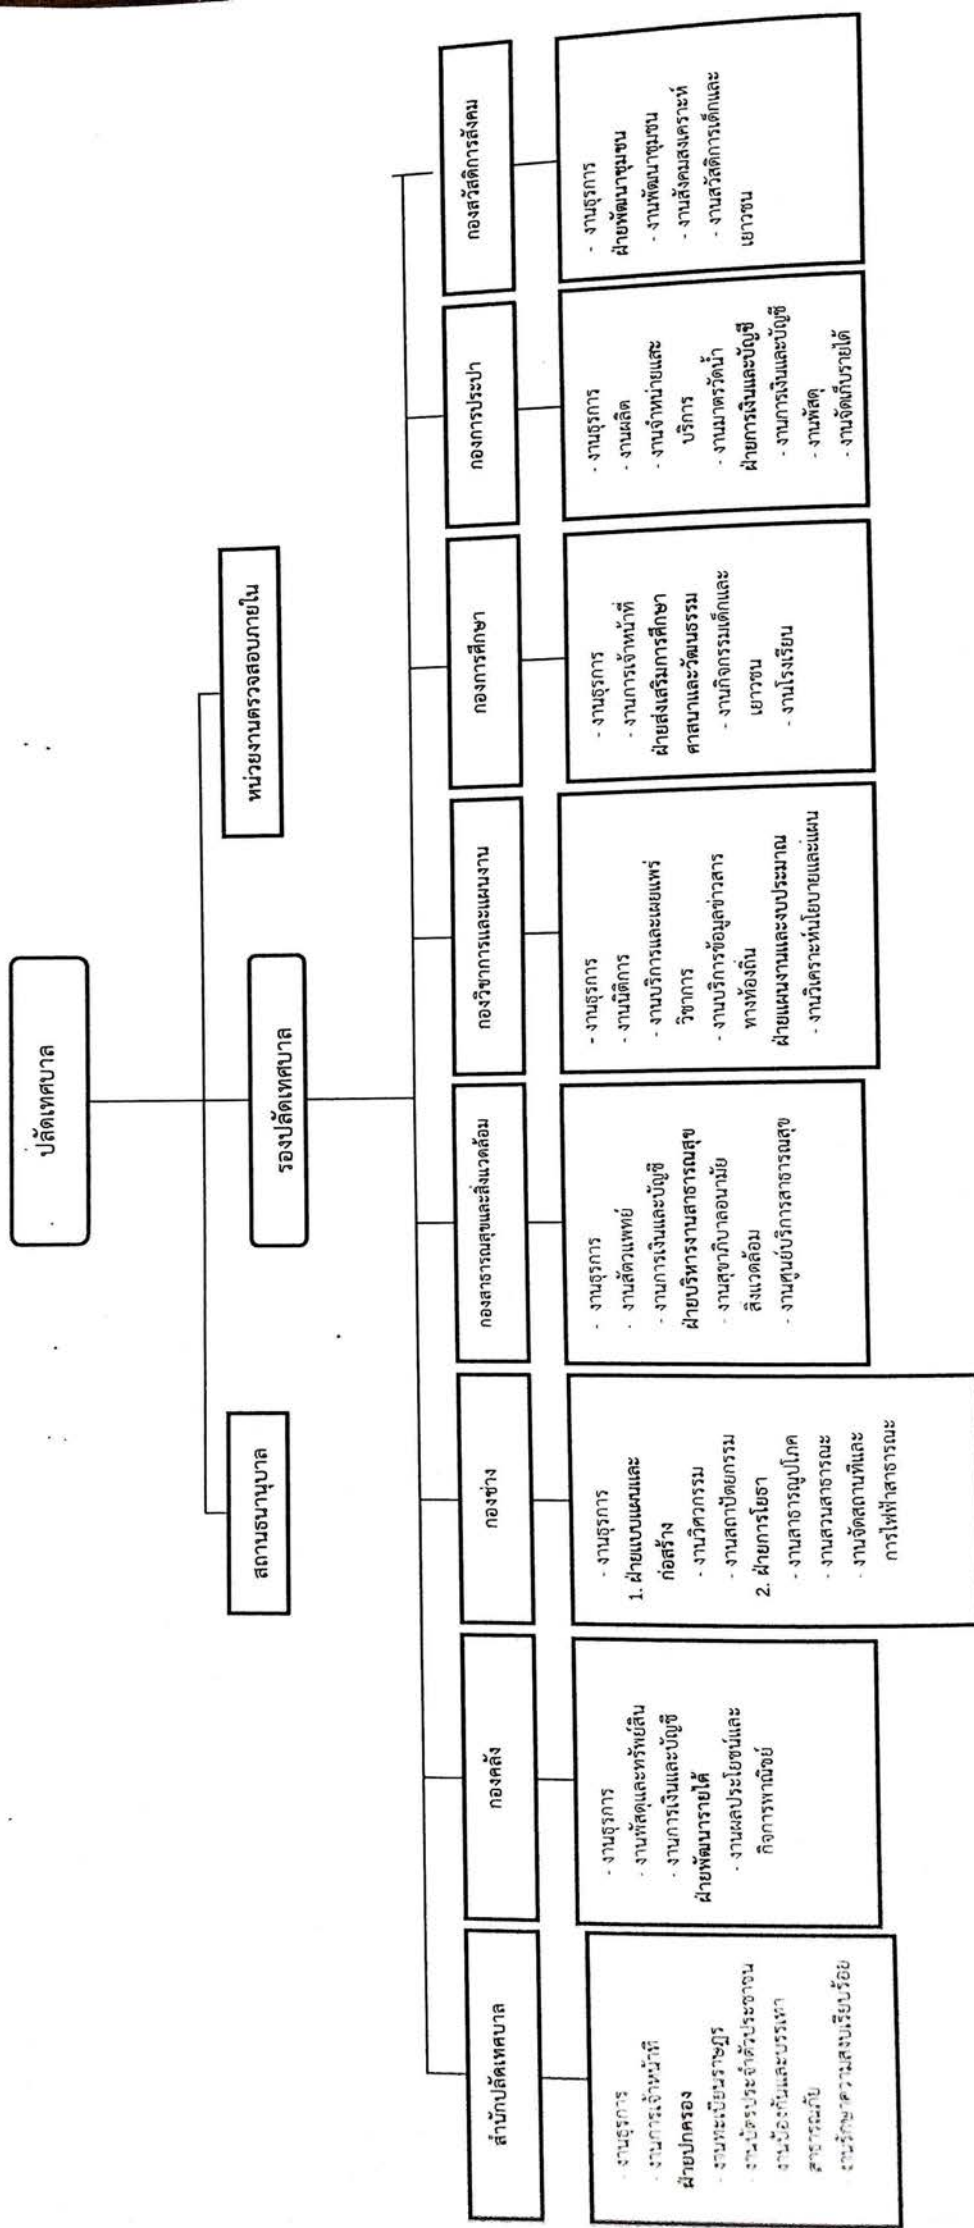 ปลัดเทศบาล
สถานธนานุบาล
หน่วยงานตรวจสอบภายใน
รองปลัดเทศบาล
สำนักปลัดเทศบาล
กองคลัง
กองช่าง
กองสาธารณสุขและสิ่งแวดล้อม
กองวิชาการและแผนงาน
กองการศึกษา
กองการประปา
กองสวัสดิการสังคม
- งานธุรการ
- งานการเจ้าหน้าที่
ฝ่ายปกครอง
- งานทะเบียนราษฎร
- งานบัตรประจำตัวประชาชน
งานป้องกันและบรรเทา
สาธารณภัย
- งานรักษาความสงบเรียบร้อย
- งานธุรการ
- งานพัสดุและทรัพย์สิน
- งานการเงินและบัญชี
ฝ่ายพัฒนารายได้
- งานผลประโยชน์และ
กิจการพาณิชย์
- งานธุรการ
1. ฝ่ายแบบแผนและ
ก่อสร้าง
- งานวิศวกรรม
- งานสถาปัตยกรรม
2. ฝ่ายการโยธา
- งานสาธารณูปโภค
- งานสวนสาธารณะ
- งานจัดสถานที่และ
การไฟฟ้าสาธารณะ
- งานธุรการ
- งานสัตวแพทย์
- งานการเงินและบัญชี
ฝ่ายบริหารงานสาธารณสุข
- งานสุขาภิบาลอนามัย
สิ่งแวดล้อม
- งานศูนย์บริการสาธารณสุข
- งานธุรการ
- งานนิติการ
- งานบริการและเผยแพร่
วิชาการ
- งานบริการข้อมูลข่าวสาร
ทางท้องถิ่น
ฝ่ายแผนงานและงบประมาณ
- งานวิเคราะห์นโยบายและแผน
- งานธุรการ
- งานการเจ้าหน้าที่
ฝ่ายส่งเสริมการศึกษา
ศาสนาและวัฒนธรรม
- งานกิจกรรมเด็กและ
เยาวชน
- งานโรงเรียน
- งานธุรการ
- งานผลิต
- งานจำหน่ายและ
บริการ
- งานมาตรวัดน้ำ
ฝ่ายการเงินและบัญชี
- งานการเงินและบัญชี
- งานพัสดุ
- งานจัดเก็บรายได้
- งานธุรการ
ฝ่ายพัฒนาชุมชน
- งานพัฒนาชุมชน
- งานสังคมสงเคราะห์
- งานสวัสดิการเด็กและ
เยาวชน